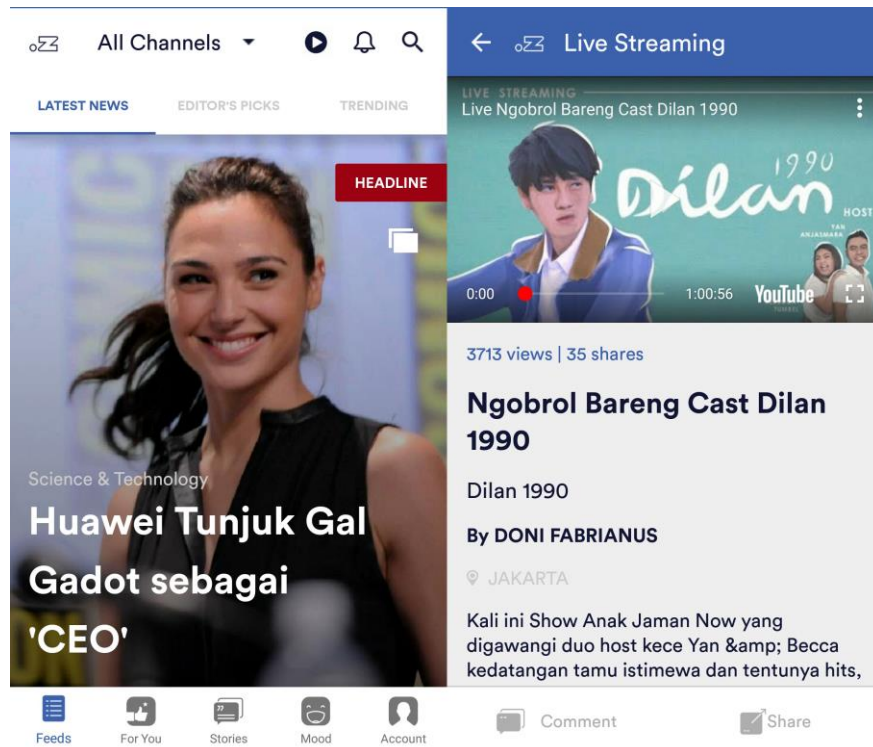 All Channels
LATEST NEWS
EDITOR'S PICKS
TRENDING
HEADLINE
Science & Technology
Huawei Tunjuk Gal
Gadot sebagai
'CEO'
Feeds
For You
Stories
Mood
Account
Live Streaming
LIVE STREAMING
Live Ngobrol Bareng Cast Dilan 1990
1990
Dilan
HOST
YAN
ANJASMARA
0:00
1:00:56
YouTube
3713 views | 35 shares
Ngobrol Bareng Cast Dilan
1990
Dilan 1990
By DONI FABRIANUS
JAKARTA
Kali ini Show Anak Jaman Now yang
digawangi duo host kece Yan &amp; Becca
kedatangan tamu istimewa dan tentunya hits,
Comment
Share